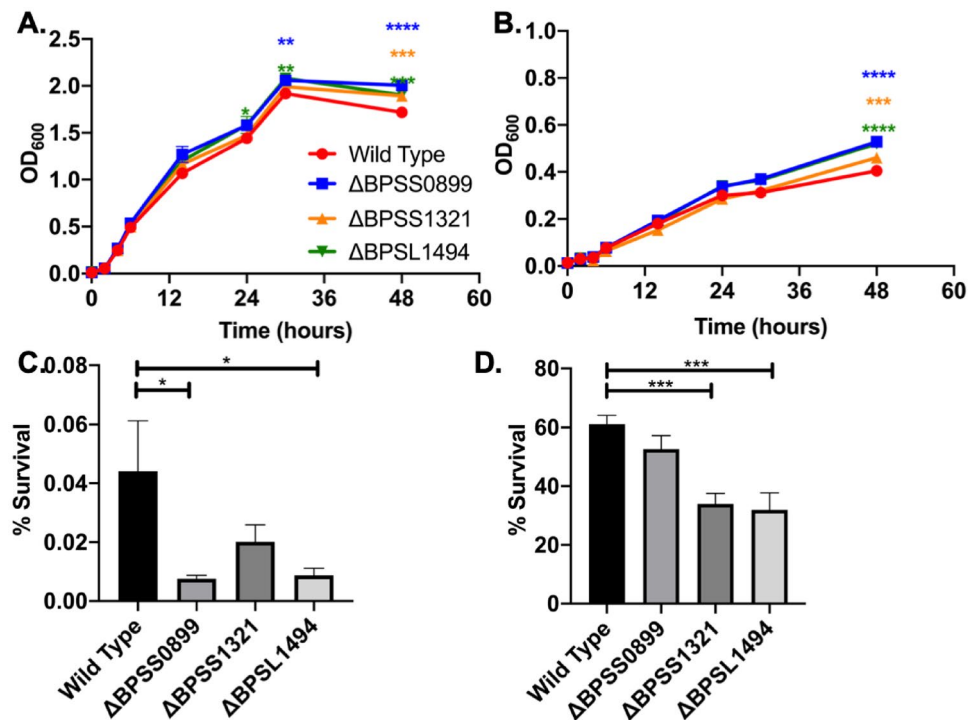 A.
OD600
2.5
2.0
1.5
1.0
0.5
0.0
0 12 24 36 48 60
Time (hours)
*
**
**
****
***
***
Wild Type
ΔBPSS0899
ΔBPSS1321
ΔBPSL1494
B.
OD600
1.0
0.8
0.6
0.4
0.2
0.0
0 12 24 36 48 60
Time (hours)
****
***
****
C.
% Survival
0.08
0.06
0.04
0.02
0.00
*
*
Wild Type
ΔBPSS0899
ΔBPSS1321
ΔBPSL1494
D.
% Survival
80
60
40
20
0
***
***
Wild Type
ΔBPSS0899
ΔBPSS1321
ΔBPSL1494